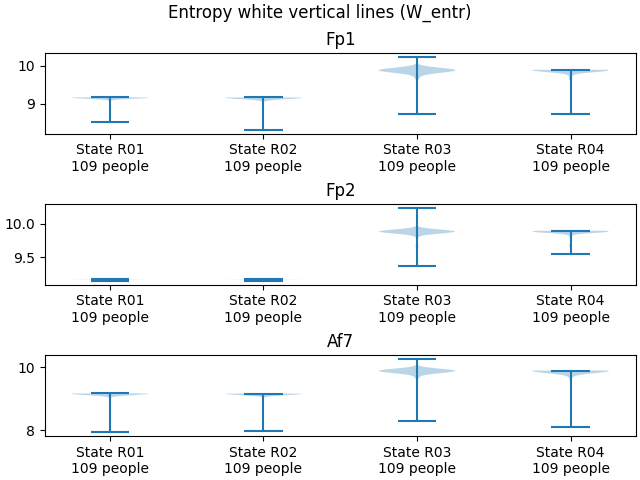 Entropy white vertical lines (W_entr)
Fp1
10
9
State R01 State R02 State R03 State R04
109 people 109 people 109 people 109 people
Fp2
10.0
9.5
State R01 State R02 State R03 State R04
109 people 109 people 109 people 109 people
Af7
10
8
State R01 State R02 State R03 State R04
109 people 109 people 109 people 109 people